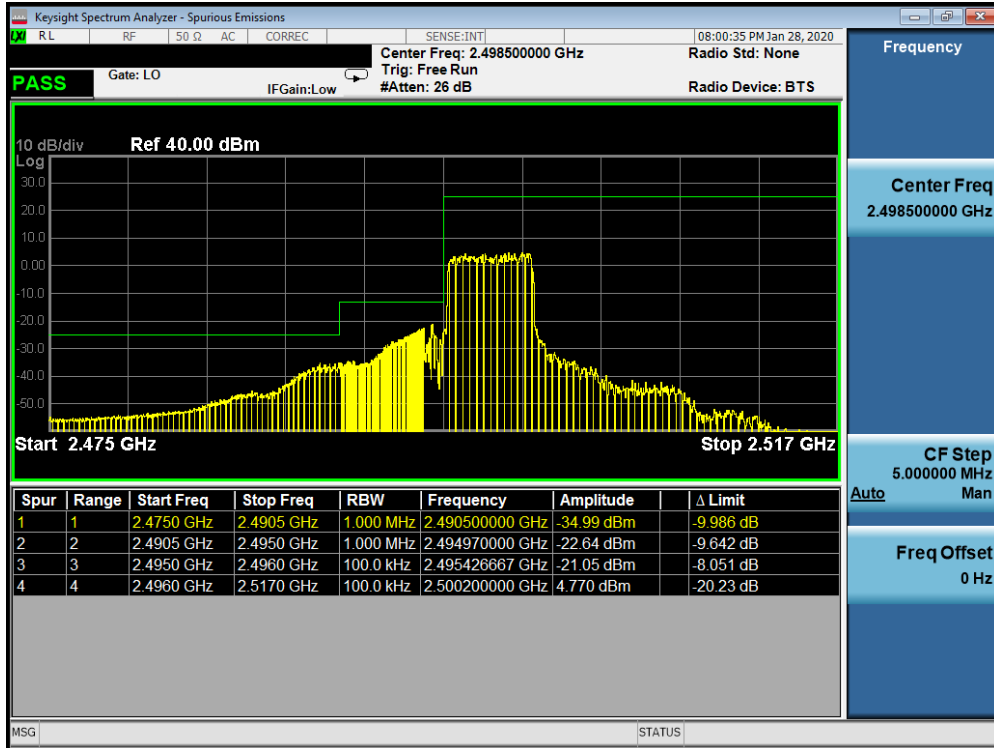 Keysight Spectrum Analyzer - Spurious Emissions
LXI RL RF 50 Ω AC CORREC SENSE:INT 08:00:35 PM Jan 28, 2020
Center Freq: 2.498500000 GHz Radio Std: None
PASS Gate: LO Trig: Free Run
IFGain:Low #Atten: 26 dB Radio Device: BTS
10 dB/div Ref 40.00 dBm
Log
30.0
20.0
10.0
0.00
-10.0
-20.0
-30.0
-40.0
-50.0
Start 2.475 GHz Stop 2.517 GHz
Spur Range Start Freq Stop Freq RBW Frequency Amplitude Δ Limit
1 1 2.4750 GHz 2.4905 GHz 1.000 MHz 2.490500000 GHz -34.99 dBm -9.986 dB
2 2 2.4905 GHz 2.4950 GHz 1.000 MHz 2.494970000 GHz -22.64 dBm -9.642 dB
3 3 2.4950 GHz 2.4960 GHz 100.0 kHz 2.495426667 GHz -21.05 dBm -8.051 dB
4 4 2.4960 GHz 2.5170 GHz 100.0 kHz 2.500200000 GHz 4.770 dBm -20.23 dB
MSG STATUS
Frequency
Center Freq
2.498500000 GHz
CF Step
5.000000 MHz
Auto Man
Freq Offset
0 Hz